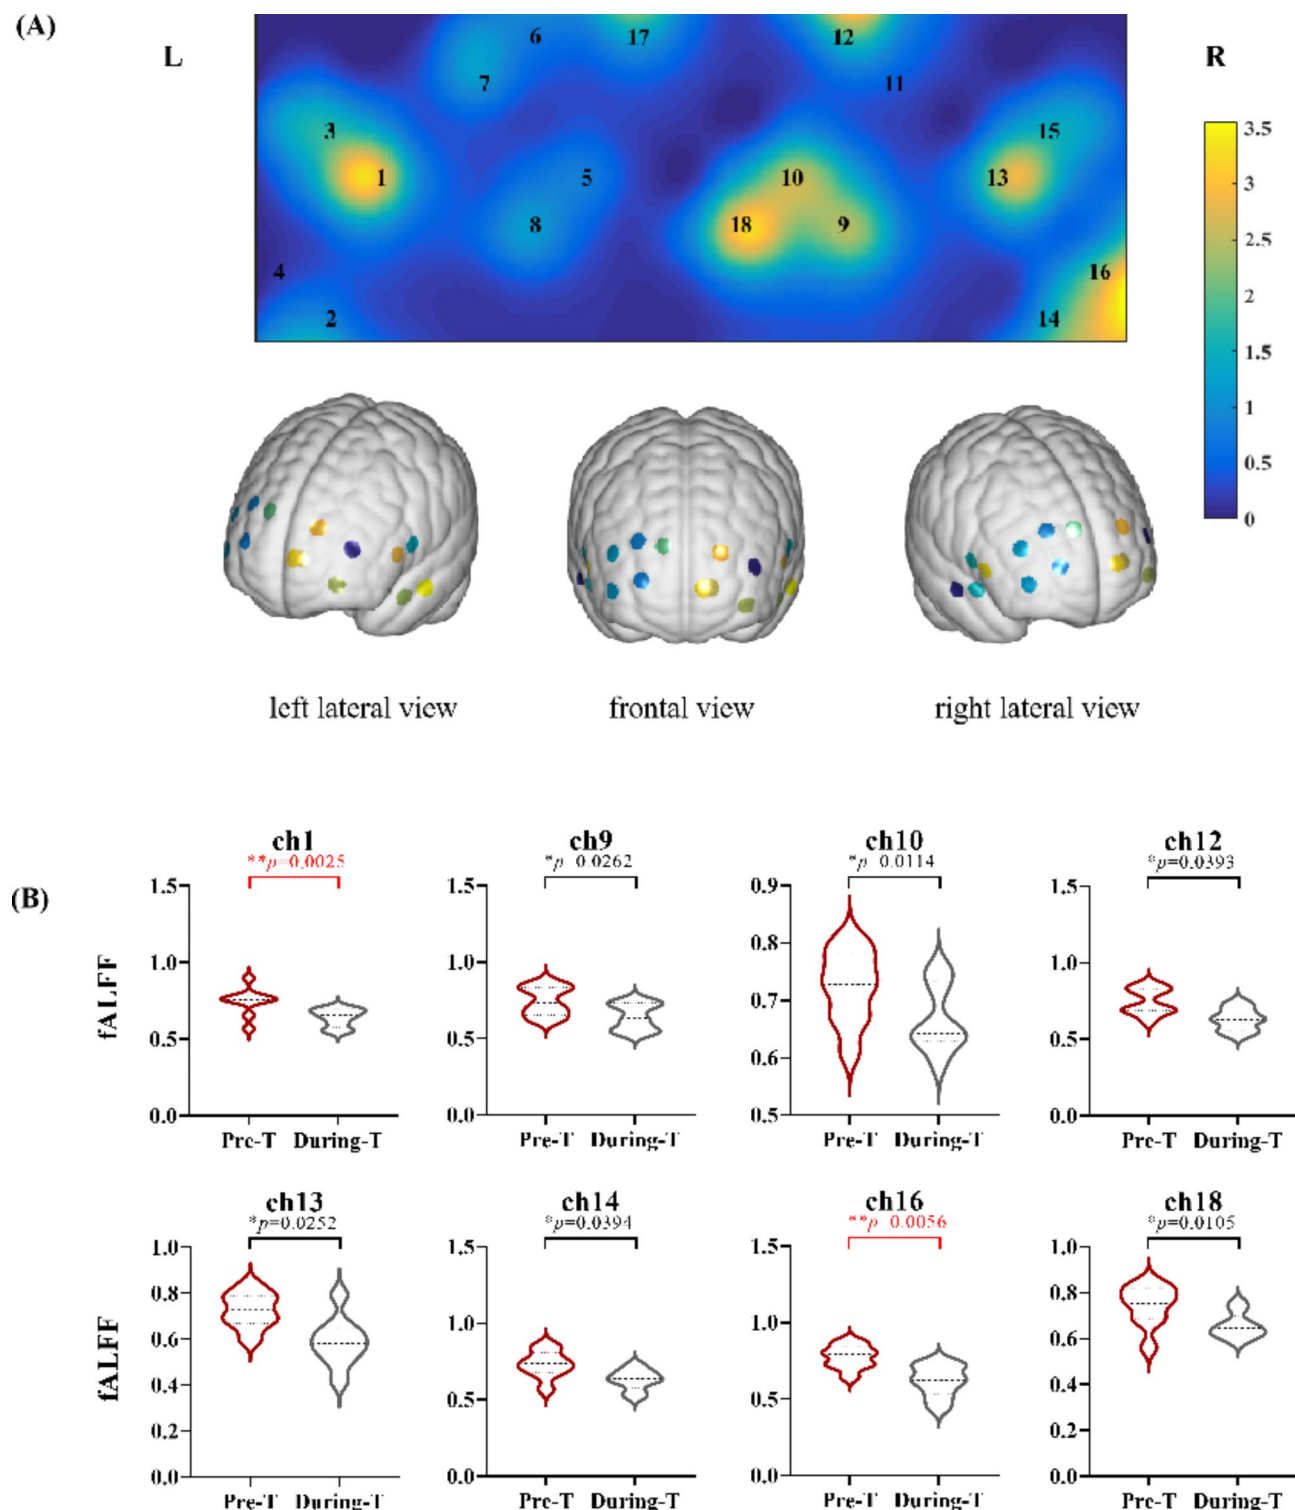 (A)
L
R
6
17
12
7
11
3
15
1
5
10
13
8
18
9
4
16
2
14
3.5
3
2.5
2
1.5
1
0.5
0
left lateral view
frontal view
right lateral view
(B)
ch1
**p=0.0025
fALFF
1.5
1.0
0.5
0.0
Pre-T During-T
ch9
*p 0.0262
1.5
1.0
0.5
0.0
Pre-T During-T
ch10
*p 0.0114
0.9
0.8
0.7
0.6
0.5
Pre-T During-T
ch12
*p=0.0393
1.5
1.0
0.5
0.0
Pre-T During-T
ch13
*p=0.0252
fALFF
1.0
0.8
0.6
0.4
0.2
0.0
Pre-T During-T
ch14
*p=0.0394
1.5
1.0
0.5
0.0
Pre-T During-T
ch16
**p 0.0056
1.5
1.0
0.5
0.0
Pre-T During-T
ch18
*p=0.0105
1.0
0.8
0.6
0.4
0.2
0.0
Pre-T During-T